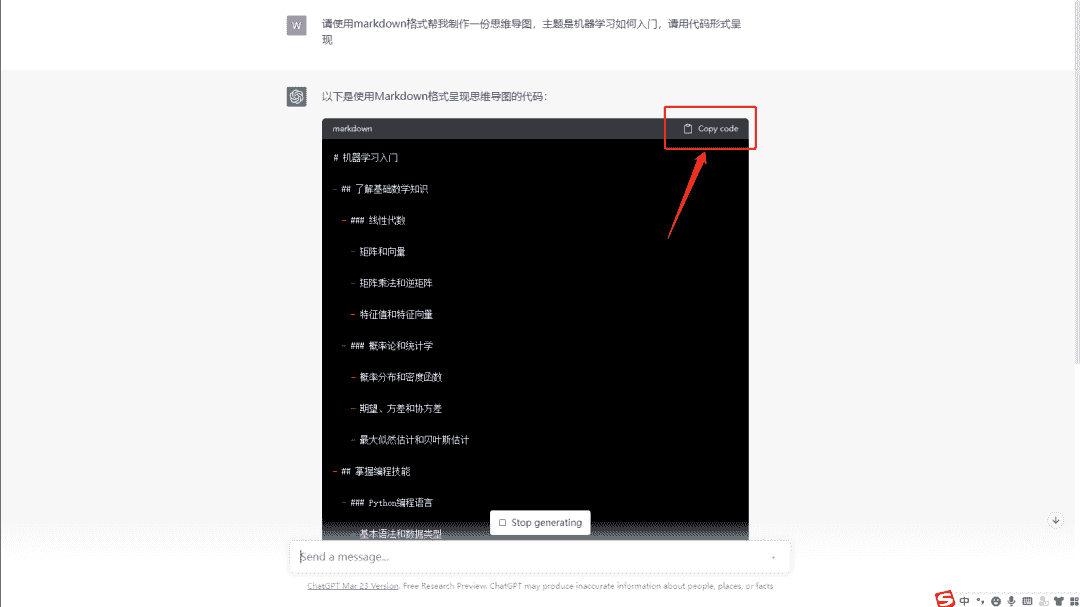 W
请使用markdown格式帮我制作一份思维导图，主题是机器学习如何入门，请用代码形式呈
现
以下是使用Markdown格式呈现思维导图的代码：
markdown
Copy code
# 机器学习入门
- ## 了解基础数学知识
- ### 线性代数
- 矩阵和向量
- 矩阵乘法和逆矩阵
- 特征值和特征向量
- ### 概率论和统计学
- 概率分布和密度函数
- 期望、方差和协方差
- 最大似然估计和贝叶斯估计
- ## 掌握编程技能
- ### Python编程语言
- 基本语法和数据类型
Stop generating
Send a message...
ChatGPT Mar 23 Version. Free Research Preview. ChatGPT may produce inaccurate information about people, places, or facts
S 中